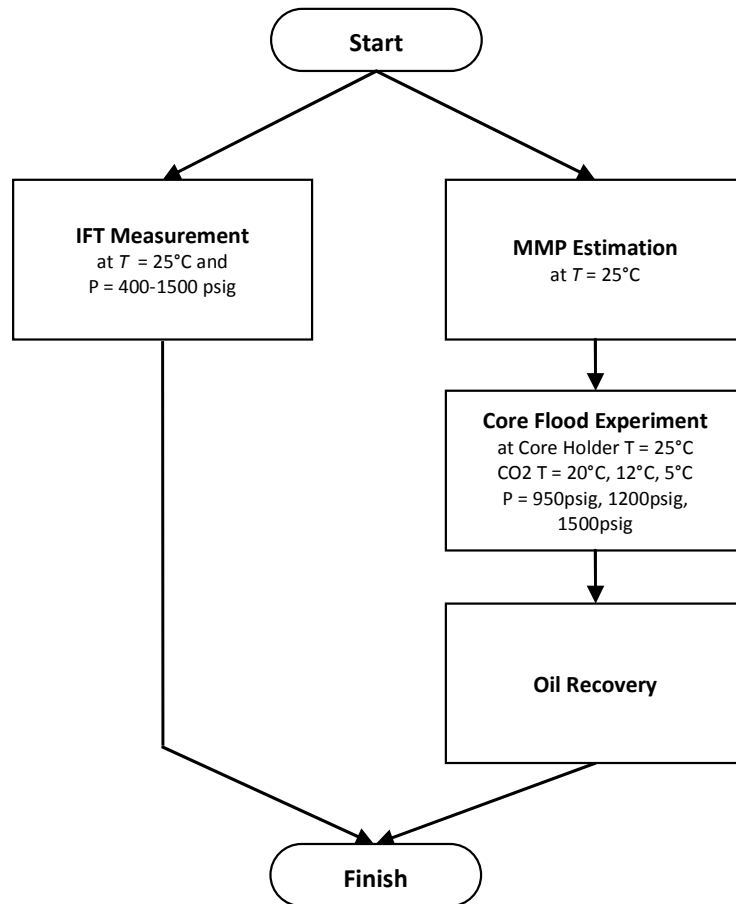 Start
IFT Measurement
at T = 25°C and
P = 400-1500 psig
MMP Estimation
at T = 25°C
Core Flood Experiment
at Core Holder T = 25°C
CO2 T = 20°C, 12°C, 5°C
P = 950psig, 1200psig,
1500psig
Oil Recovery
Finish